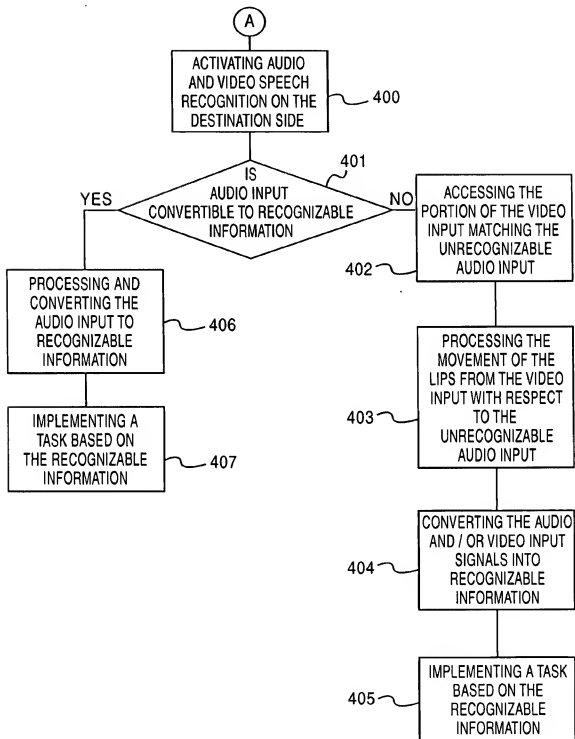 A
ACTIVATING AUDIO
AND VIDEO SPEECH
RECOGNITION ON THE
DESTINATION SIDE
400
IS
AUDIO INPUT
CONVERTIBLE TO RECOGNIZABLE
INFORMATION
401
YES
NO
ACCESSING THE
PORTION OF THE VIDEO
INPUT MATCHING THE
UNRECOGNIZABLE
AUDIO INPUT
402
PROCESSING AND
CONVERTING THE
AUDIO INPUT TO
RECOGNIZABLE
INFORMATION
406
PROCESSING THE
MOVEMENT OF THE
LIPS FROM THE VIDEO
INPUT WITH RESPECT
TO THE
UNRECOGNIZABLE
AUDIO INPUT
403
IMPLEMENTING A
TASK BASED ON
THE RECOGNIZABLE
INFORMATION
407
CONVERTING THE AUDIO
AND / OR VIDEO INPUT
SIGNALS INTO
RECOGNIZABLE
INFORMATION
404
IMPLEMENTING A TASK
BASED ON THE
RECOGNIZABLE
INFORMATION
405